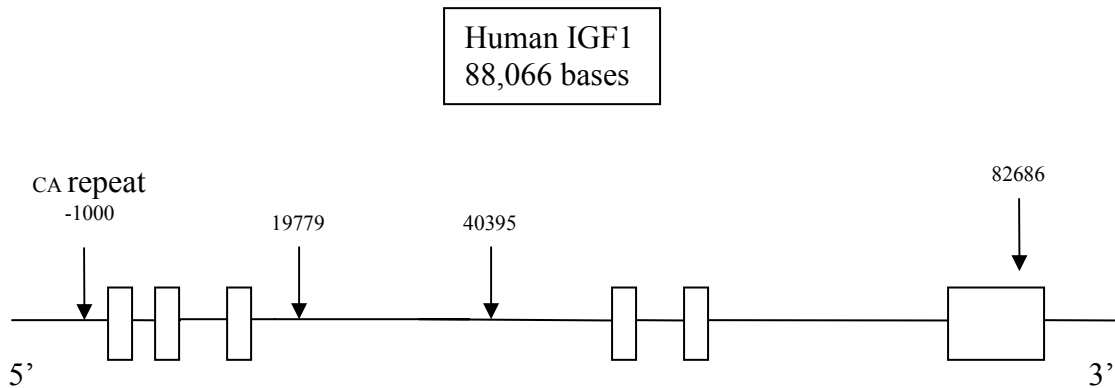 Human IGF1
88,066 bases
CA repeat
-1000
19779
40395
82686
5’
3’